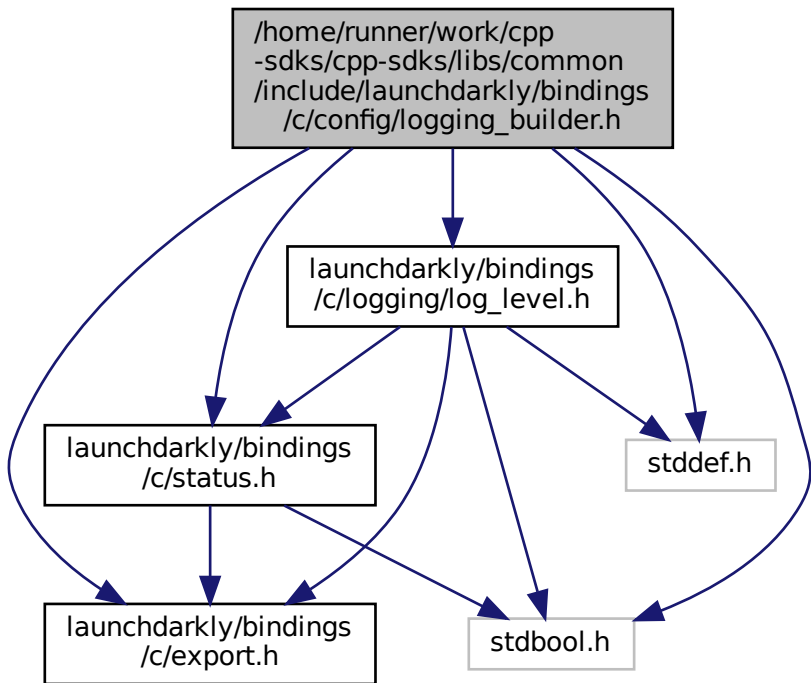 /home/runner/work/cpp
-sdks/cpp-sdks/libs/common
/include/launchdarkly/bindings
/c/config/logging_builder.h
launchdarkly/bindings
/c/logging/log_level.h
launchdarkly/bindings
/c/status.h
stddef.h
launchdarkly/bindings
/c/export.h
stdbool.h